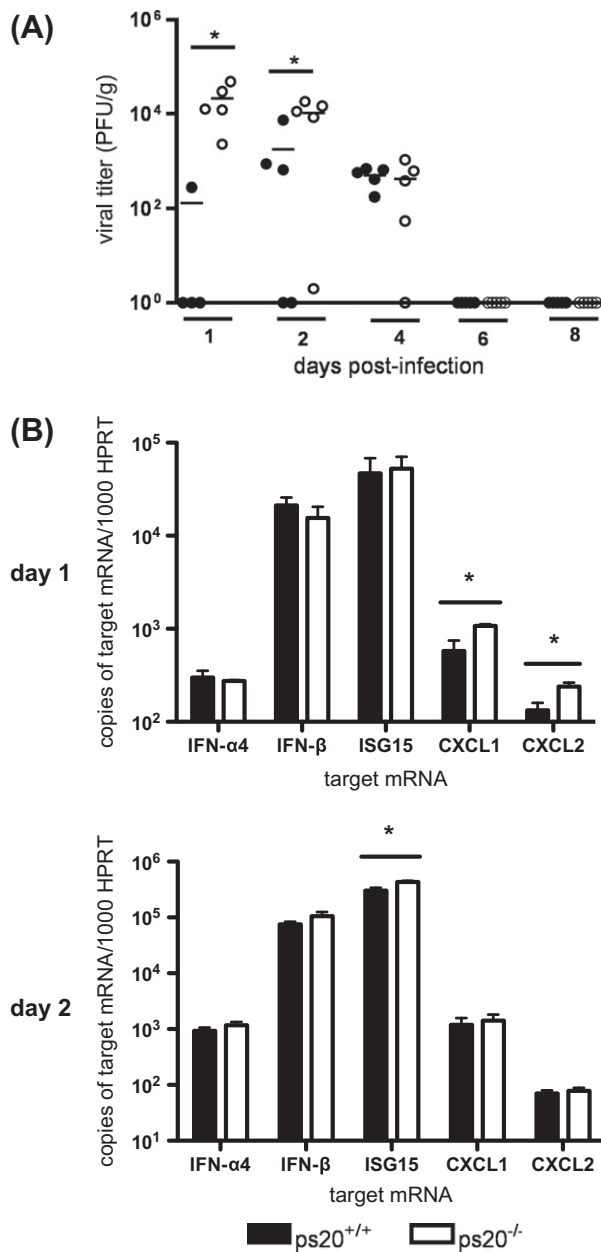 (A)
viral titer (PFU/g)
10⁶
10⁴
10²
10⁰
*
*
1 2 4 6 8
days post-infection
(B)
day 1
copies of target mRNA/1000 HPRT
10⁵
10⁴
10³
10²
*
*
IFN-α4 IFN-β ISG15 CXCL1 CXCL2
target mRNA
day 2
copies of target mRNA/1000 HPRT
10⁶
10⁵
10⁴
10³
10²
10¹
*
IFN-α4 IFN-β ISG15 CXCL1 CXCL2
target mRNA
ps20⁺/⁺ ps20⁻/⁻